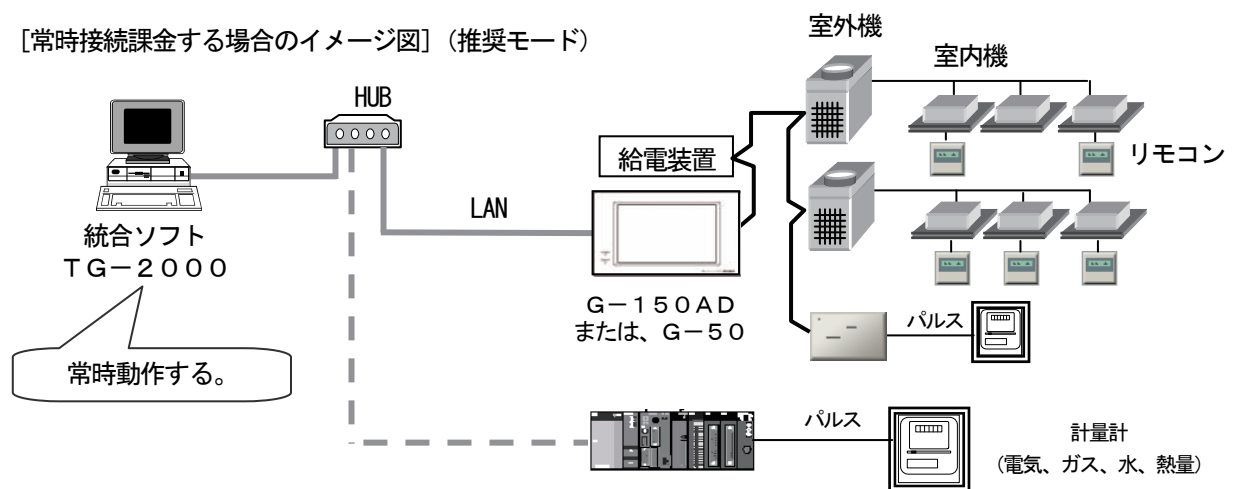 [常時接続課金する場合のイメージ図]（推奨モード）
室外機
室内機
HUB
給電装置
リモコン
LAN
統合ソフト
ＴＧ－２０００
Ｇ－１５０ＡＤ
または、Ｇ－５０
パルス
常時動作する。
パルス
計量計
（電気、ガス、水、熱量）